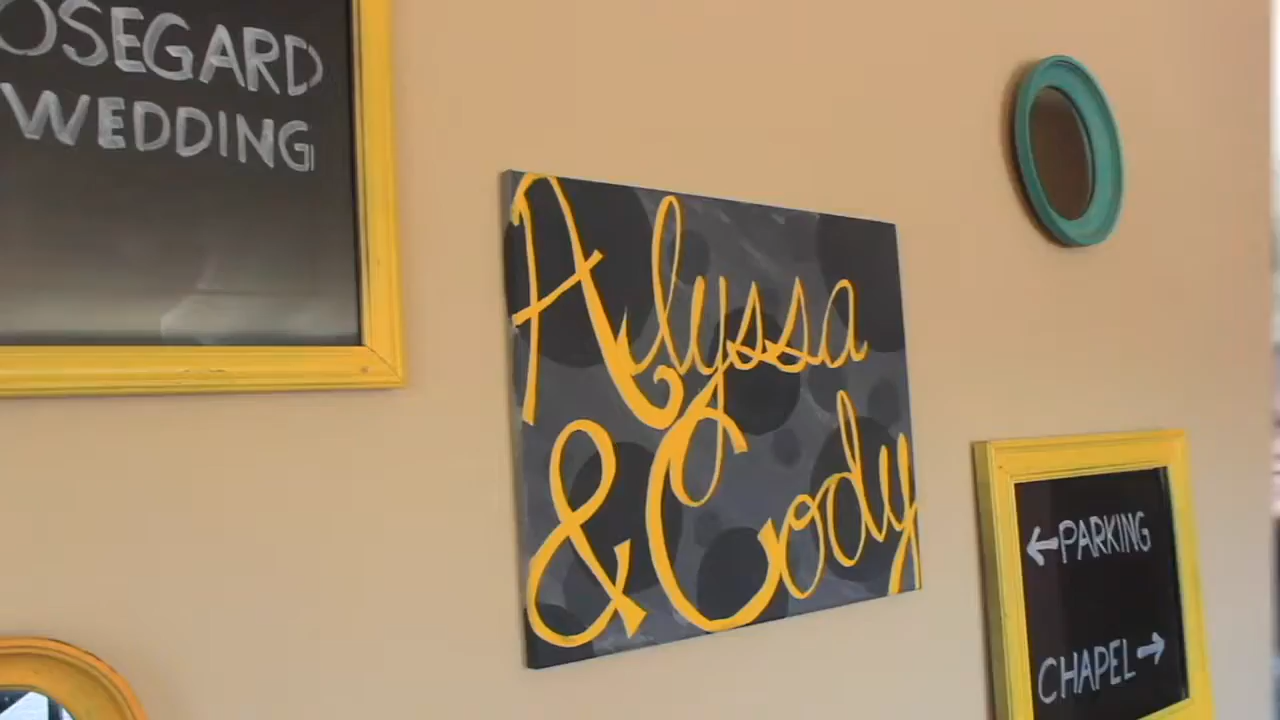 OSEGARD
WEDDING
Alyssa
& Cody
←PARKING
CHAPEL→